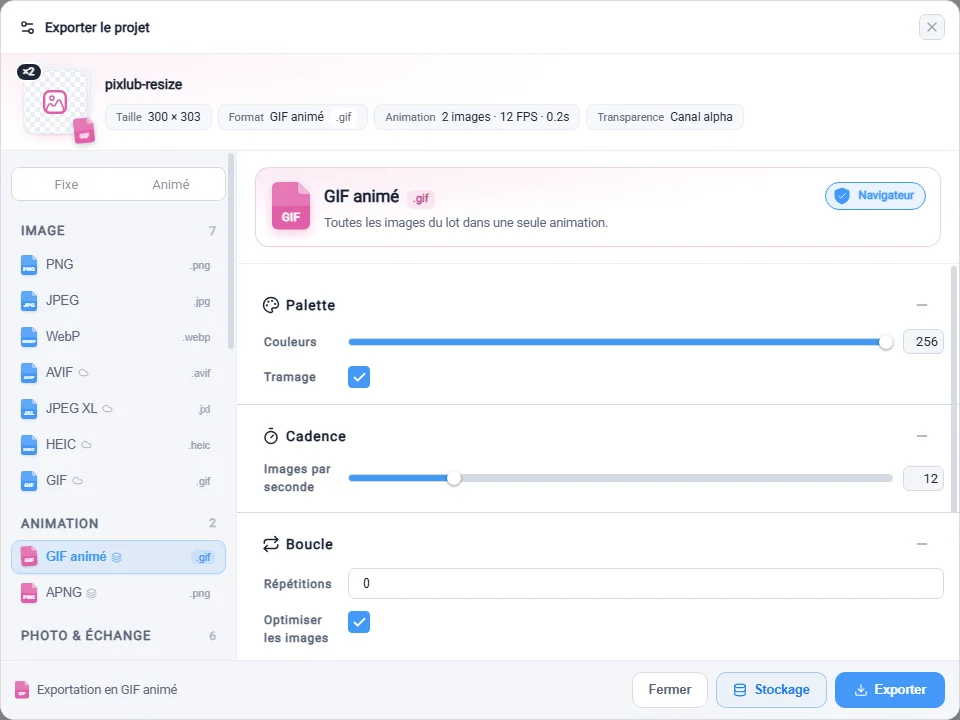 Exporter le projet
x2
GIF
pixlub-resize
Taille 300 × 303
Format GIF animé .gif
Animation 2 images · 12 FPS · 0.2s
Transparence Canal alpha
Fixe Animé
IMAGE 7
PNG .png
JPEG .jpg
WebP .webp
AVIF .avif
JPEG XL .jxl
HEIC .heic
GIF .gif
ANIMATION 2
GIF animé .gif
APNG .png
PHOTO & ÉCHANGE 6
GIF
GIF animé .gif
Toutes les images du lot dans une seule animation.
Navigateur
Palette
Couleurs 256
Tramage
Cadence
Images par
seconde
12
Boucle
Répétitions 0
Optimiser
les images
Exportation en GIF animé
Fermer
Stockage
Exporter